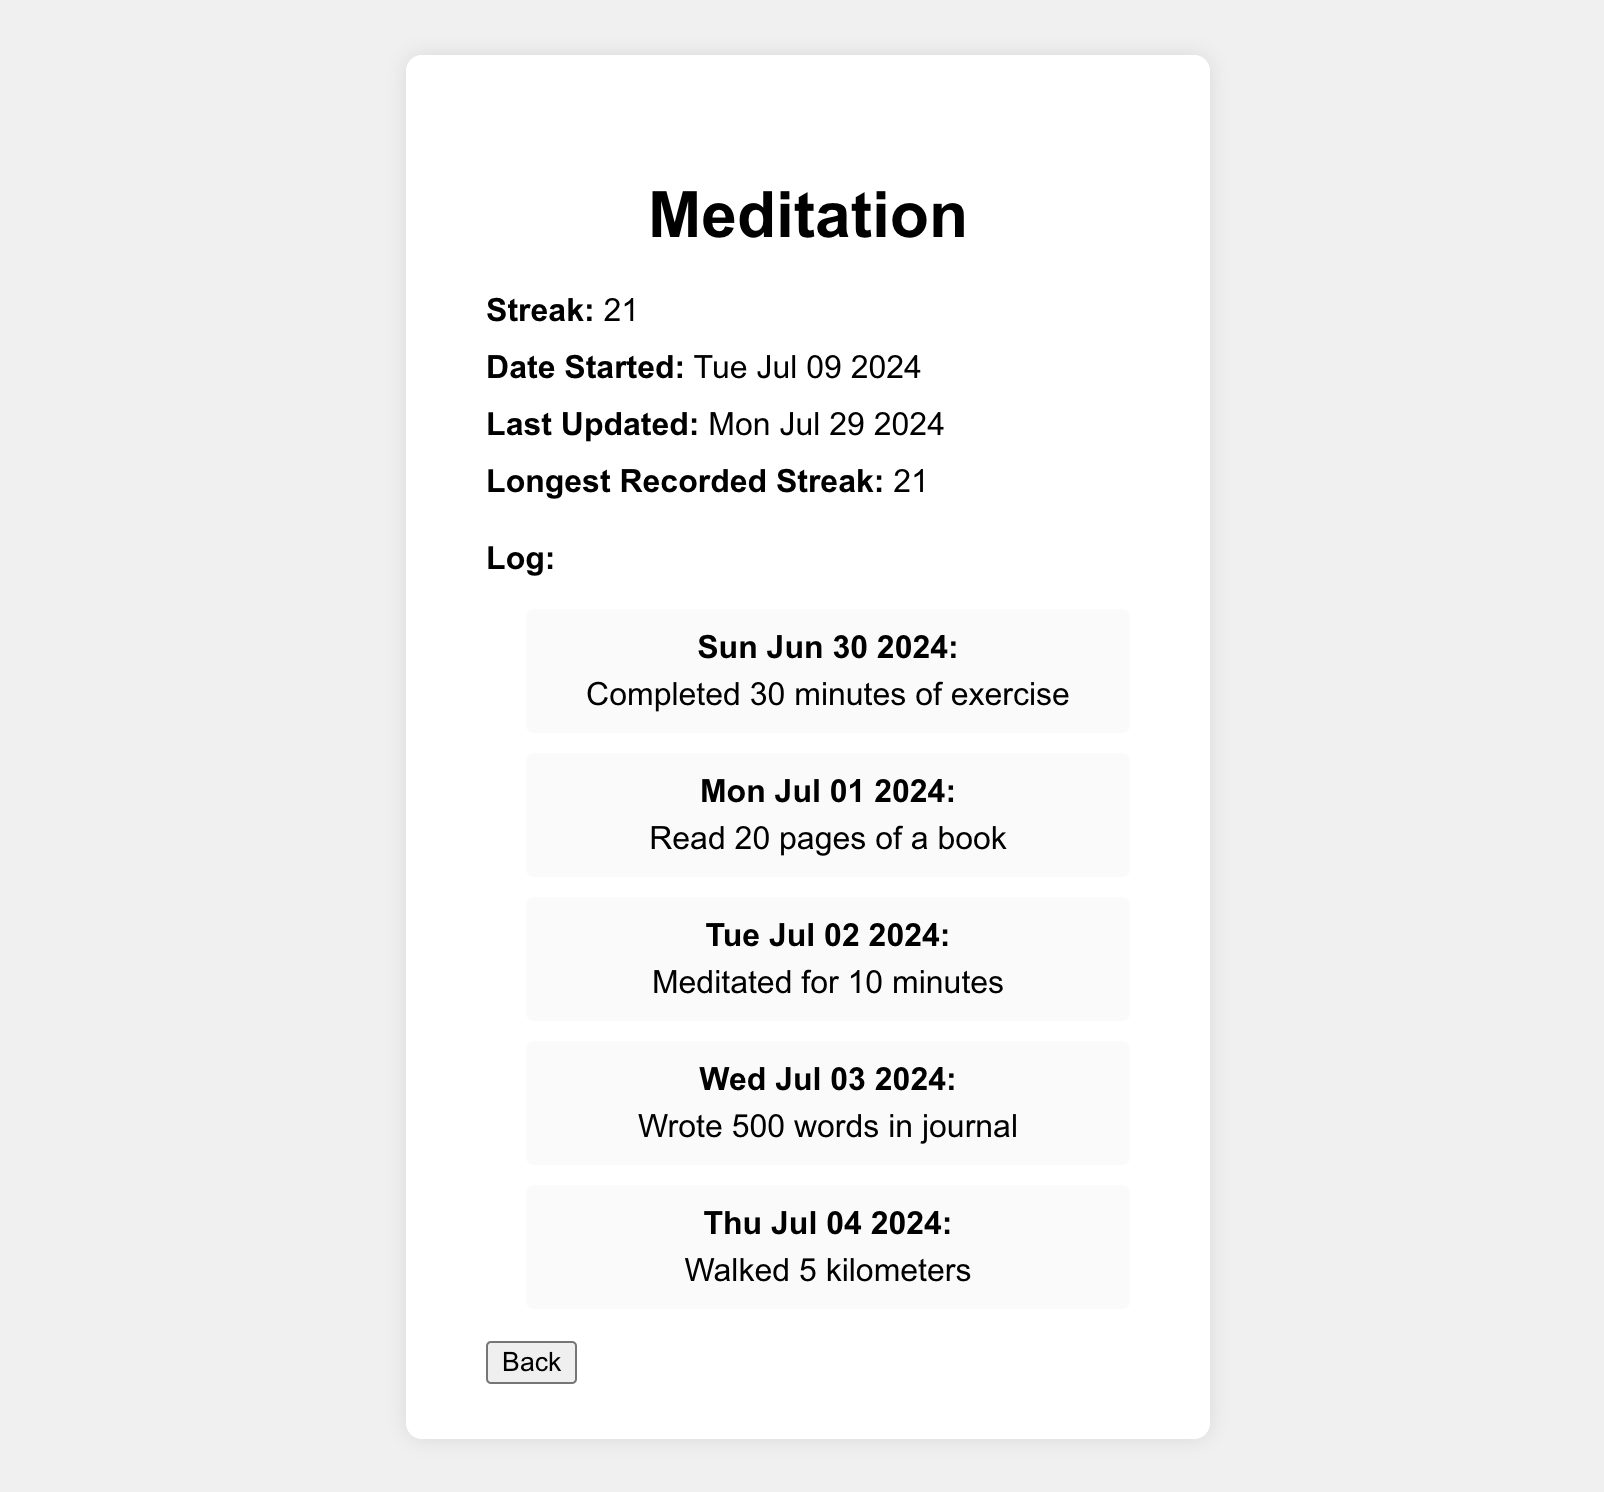 Meditation
Streak: 21
Date Started: Tue Jul 09 2024
Last Updated: Mon Jul 29 2024
Longest Recorded Streak: 21
Log:
Sun Jun 30 2024:
Completed 30 minutes of exercise
Mon Jul 01 2024:
Read 20 pages of a book
Tue Jul 02 2024:
Meditated for 10 minutes
Wed Jul 03 2024:
Wrote 500 words in journal
Thu Jul 04 2024:
Walked 5 kilometers
Back